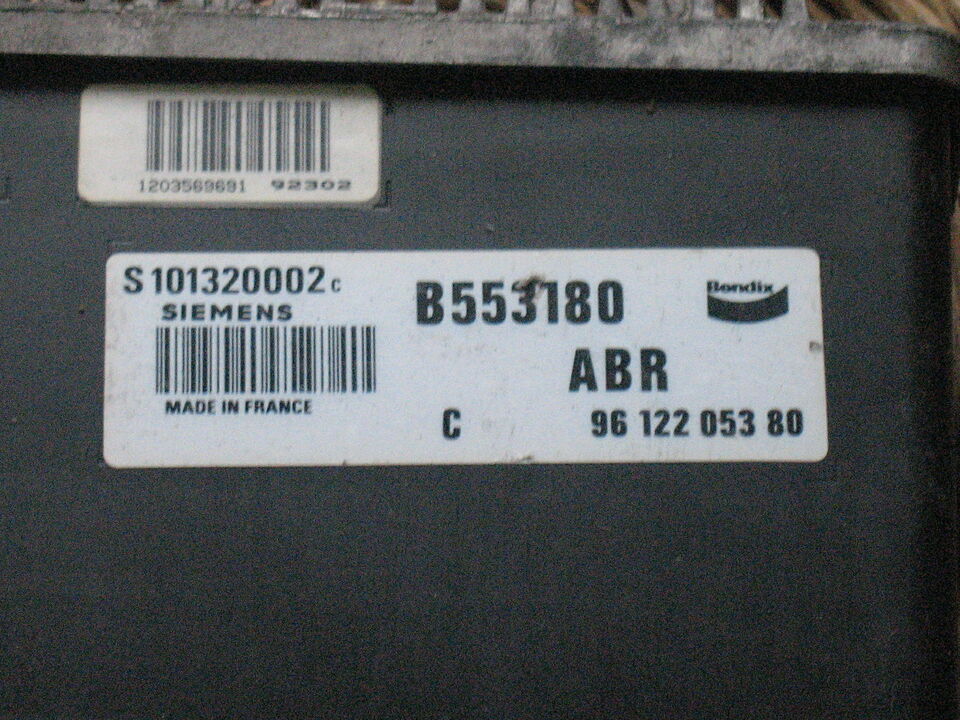 1203569691 92302
S101320002 C
SIEMENS
MADE IN FRANCE
B553180
Bendix
ABR
C 96 122 053 80